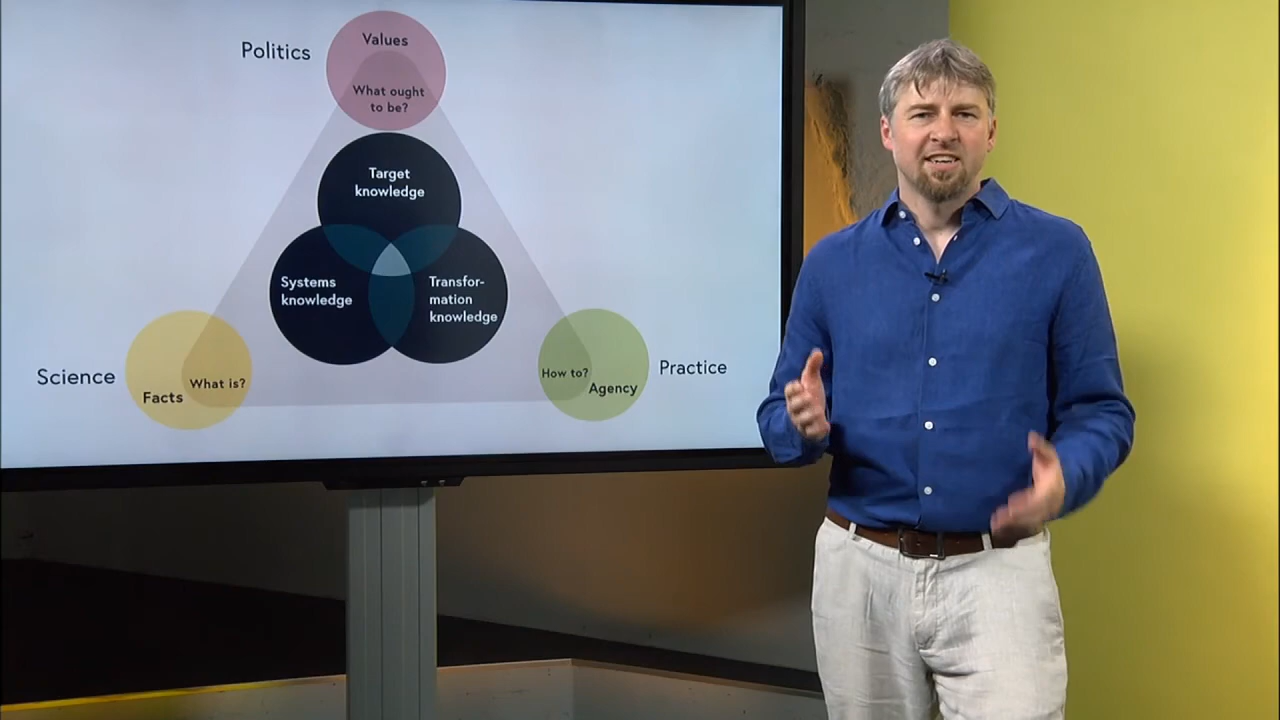 Politics
Values
What ought
to be?
Target
knowledge
Systems
knowledge
Transfor-
mation
knowledge
Science
Facts
What is?
How to?
Agency
Practice